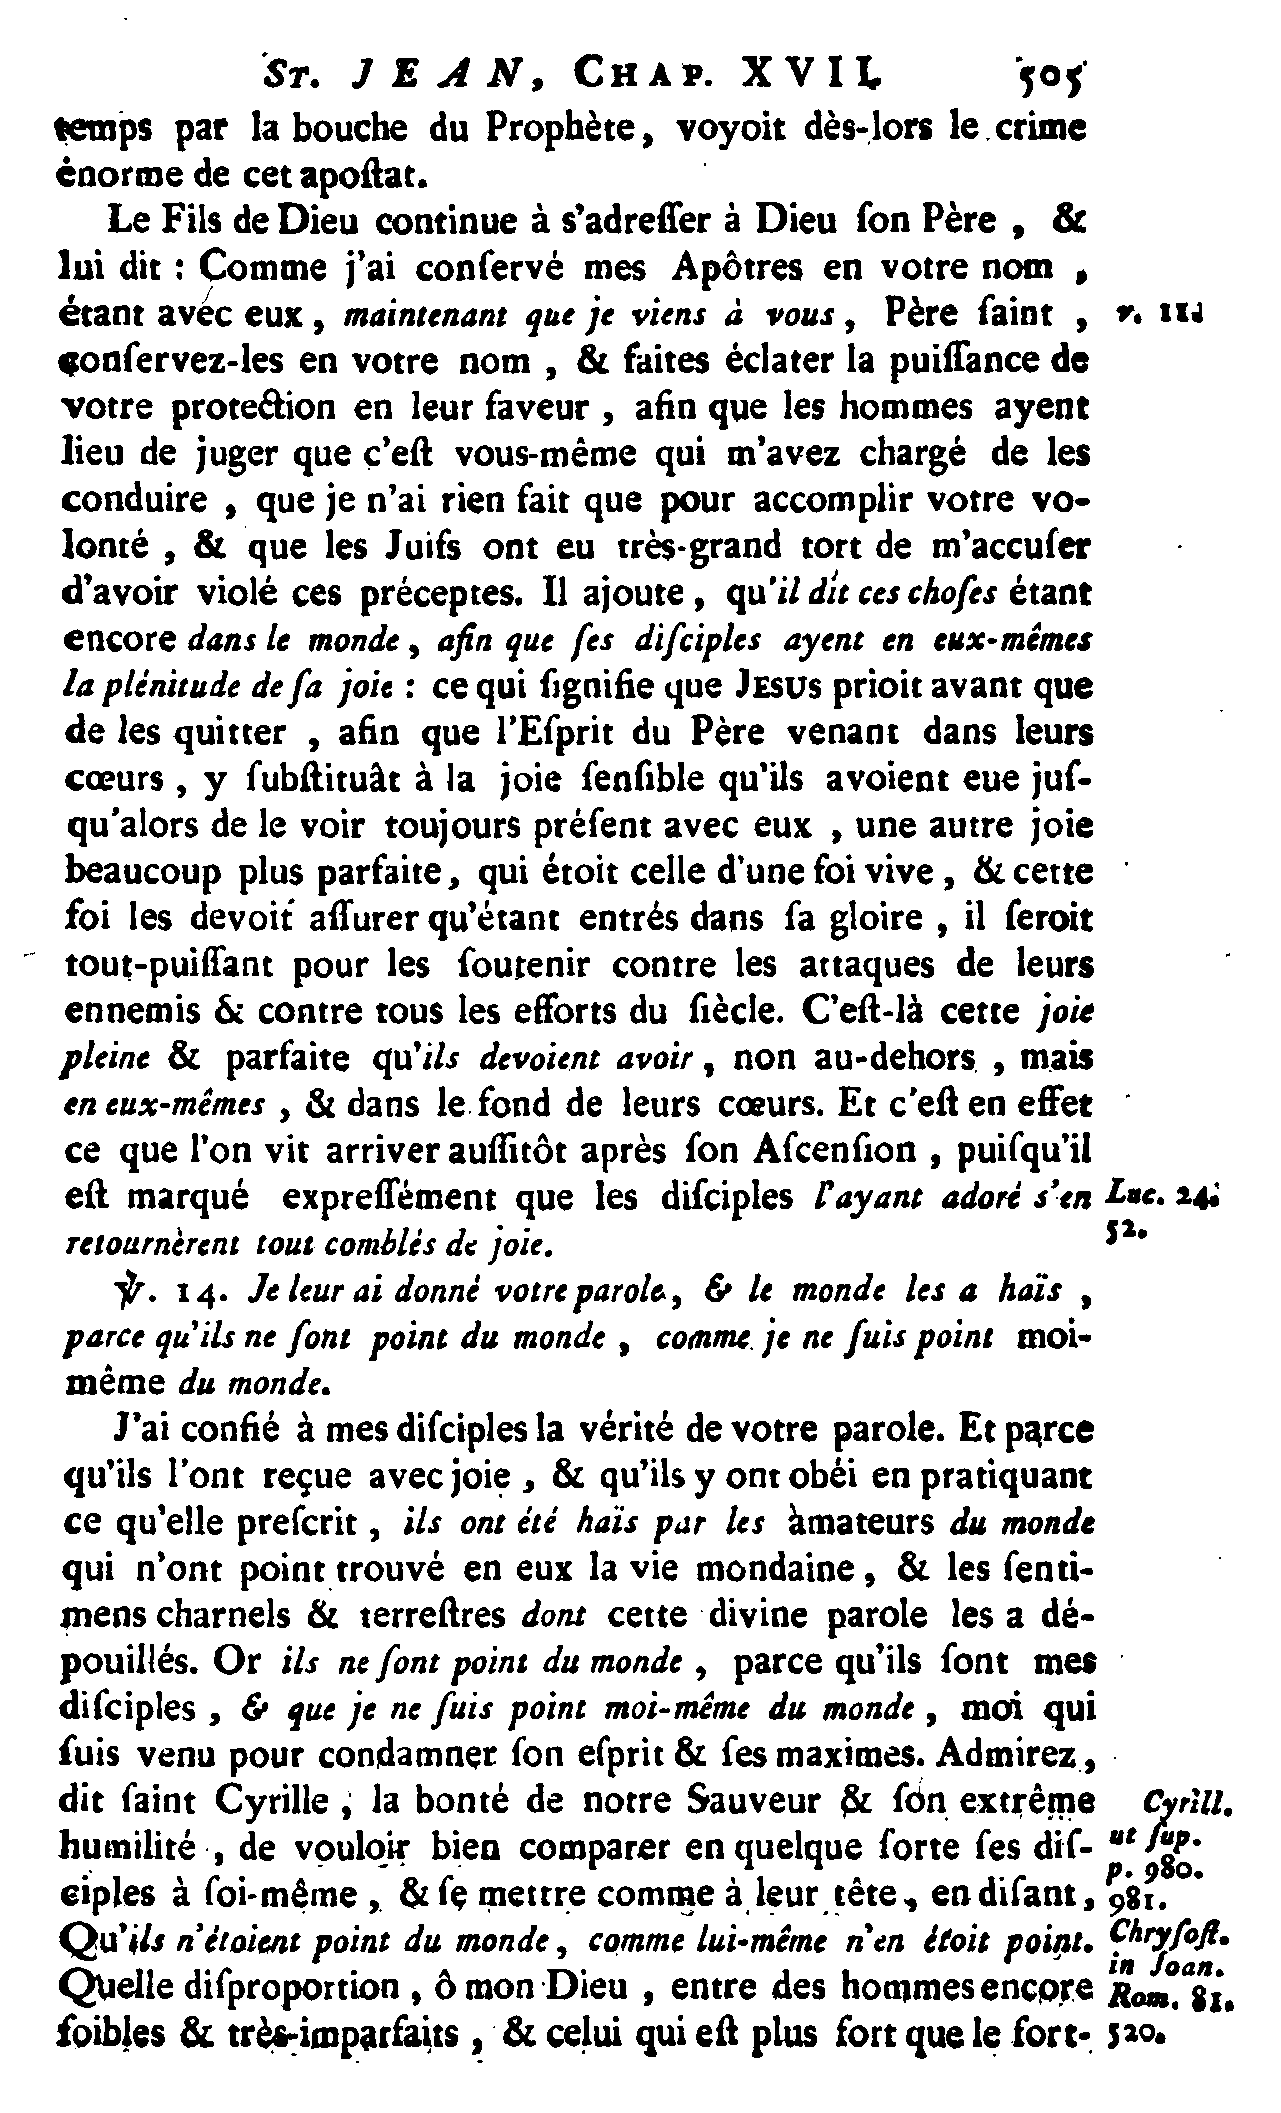 St. JEAN, CHAP. XVII. 505
temps par la bouche du Prophète, voyoit dès-lors le crime
énorme de cet apoſtat.
Le Fils de Dieu continue à s'adreſſer à Dieu ſon Père, &
lui dit : Comme j'ai conſervé mes Apôtres en votre nom,
étant avec eux, maintenant que je viens à vous, Père ſaint, v. 11.
conſervez-les en votre nom, & faites éclater la puiſſance de
votre protection en leur faveur, afin que les hommes ayent
lieu de juger que c'eſt vous-même qui m'avez chargé de les
conduire, que je n'ai rien fait que pour accomplir votre vo-
lonté, & que les Juifs ont eu très-grand tort de m'accuſer
d'avoir violé ces préceptes. Il ajoute, qu'il dit ces choſes étant
encore dans le monde, afin que ſes diſciples ayent en eux-mêmes
la plénitude de ſa joie : ce qui ſignifie que JESUS prioit avant que
de les quitter, afin que l'Eſprit du Père venant dans leurs
cœurs, y ſubſtituât à la joie ſenſible qu'ils avoient eue juſ-
qu'alors de le voir toujours préſent avec eux, une autre joie
beaucoup plus parfaite, qui étoit celle d'une foi vive, & cette
foi les devoit aſſurer qu'étant entrés dans ſa gloire, il ſeroit
tout-puiſſant pour les ſoutenir contre les attaques de leurs
ennemis & contre tous les efforts du ſiècle. C'eſt-là cette joie
pleine & parfaite qu'ils devoient avoir, non au-dehors, mais
en eux-mêmes, & dans le fond de leurs cœurs. Et c'eſt en effet
ce que l'on vit arriver auſſitôt après ſon Aſcenſion, puiſqu'il
eſt marqué expreſſément que les diſciples l'ayant adoré s'en Luc. 24.
retournèrent tout comblés de joie. 52.
℣. 14. Je leur ai donné votre parole, & le monde les a haïs,
parce qu'ils ne ſont point du monde, comme je ne ſuis point moi-
même du monde.
J'ai confié à mes diſciples la vérité de votre parole. Et parce
qu'ils l'ont reçue avec joie, & qu'ils y ont obéi en pratiquant
ce qu'elle preſcrit, ils ont été haïs par les amateurs du monde
qui n'ont point trouvé en eux la vie mondaine, & les ſenti-
mens charnels & terreſtres dont cette divine parole les a dé-
pouillés. Or ils ne ſont point du monde, parce qu'ils ſont mes
diſciples, & que je ne ſuis point moi-même du monde, moi qui
ſuis venu pour condamner ſon eſprit & ſes maximes. Admirez,
dit ſaint Cyrille, la bonté de notre Sauveur & ſon extrême Cyrill.
humilité, de vouloir bien comparer en quelque ſorte ſes diſ- ut ſup.
p. 980.
ciples à ſoi-même, & ſe mettre comme à leur tête, en diſant, 981.
Qu'ils n'étoient point du monde, comme lui-même n'en étoit point. Chryſoſt.
in Joan.
Quelle diſproportion, ô mon Dieu, entre des hommes encore Rom. 81.
foibles & très-imparfaits, & celui qui eſt plus fort que le fort- 520.